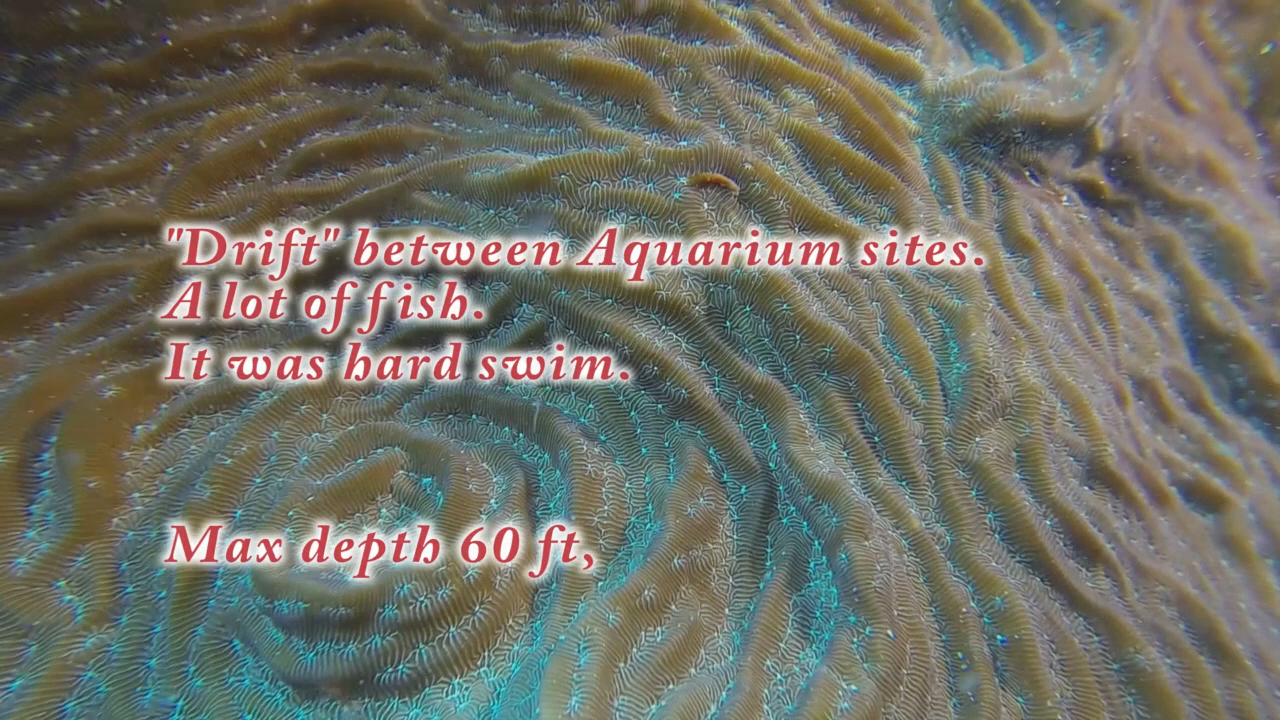 "Drift" between Aquarium sites.
A lot of fish.
It was hard swim.
Max depth 60 ft,